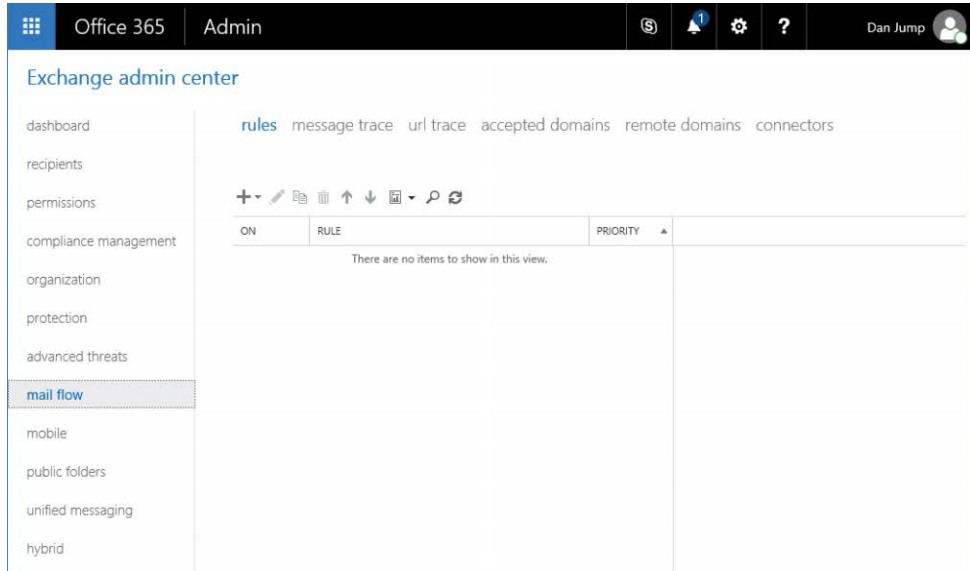 Office 365 Admin 1 ? Dan Jump
Exchange admin center
dashboard
recipients
permissions
compliance management
organization
protection
advanced threats
mail flow
mobile
public folders
unified messaging
hybrid
rules message trace url trace accepted domains remote domains connectors
ON RULE PRIORITY
There are no items to show in this view.